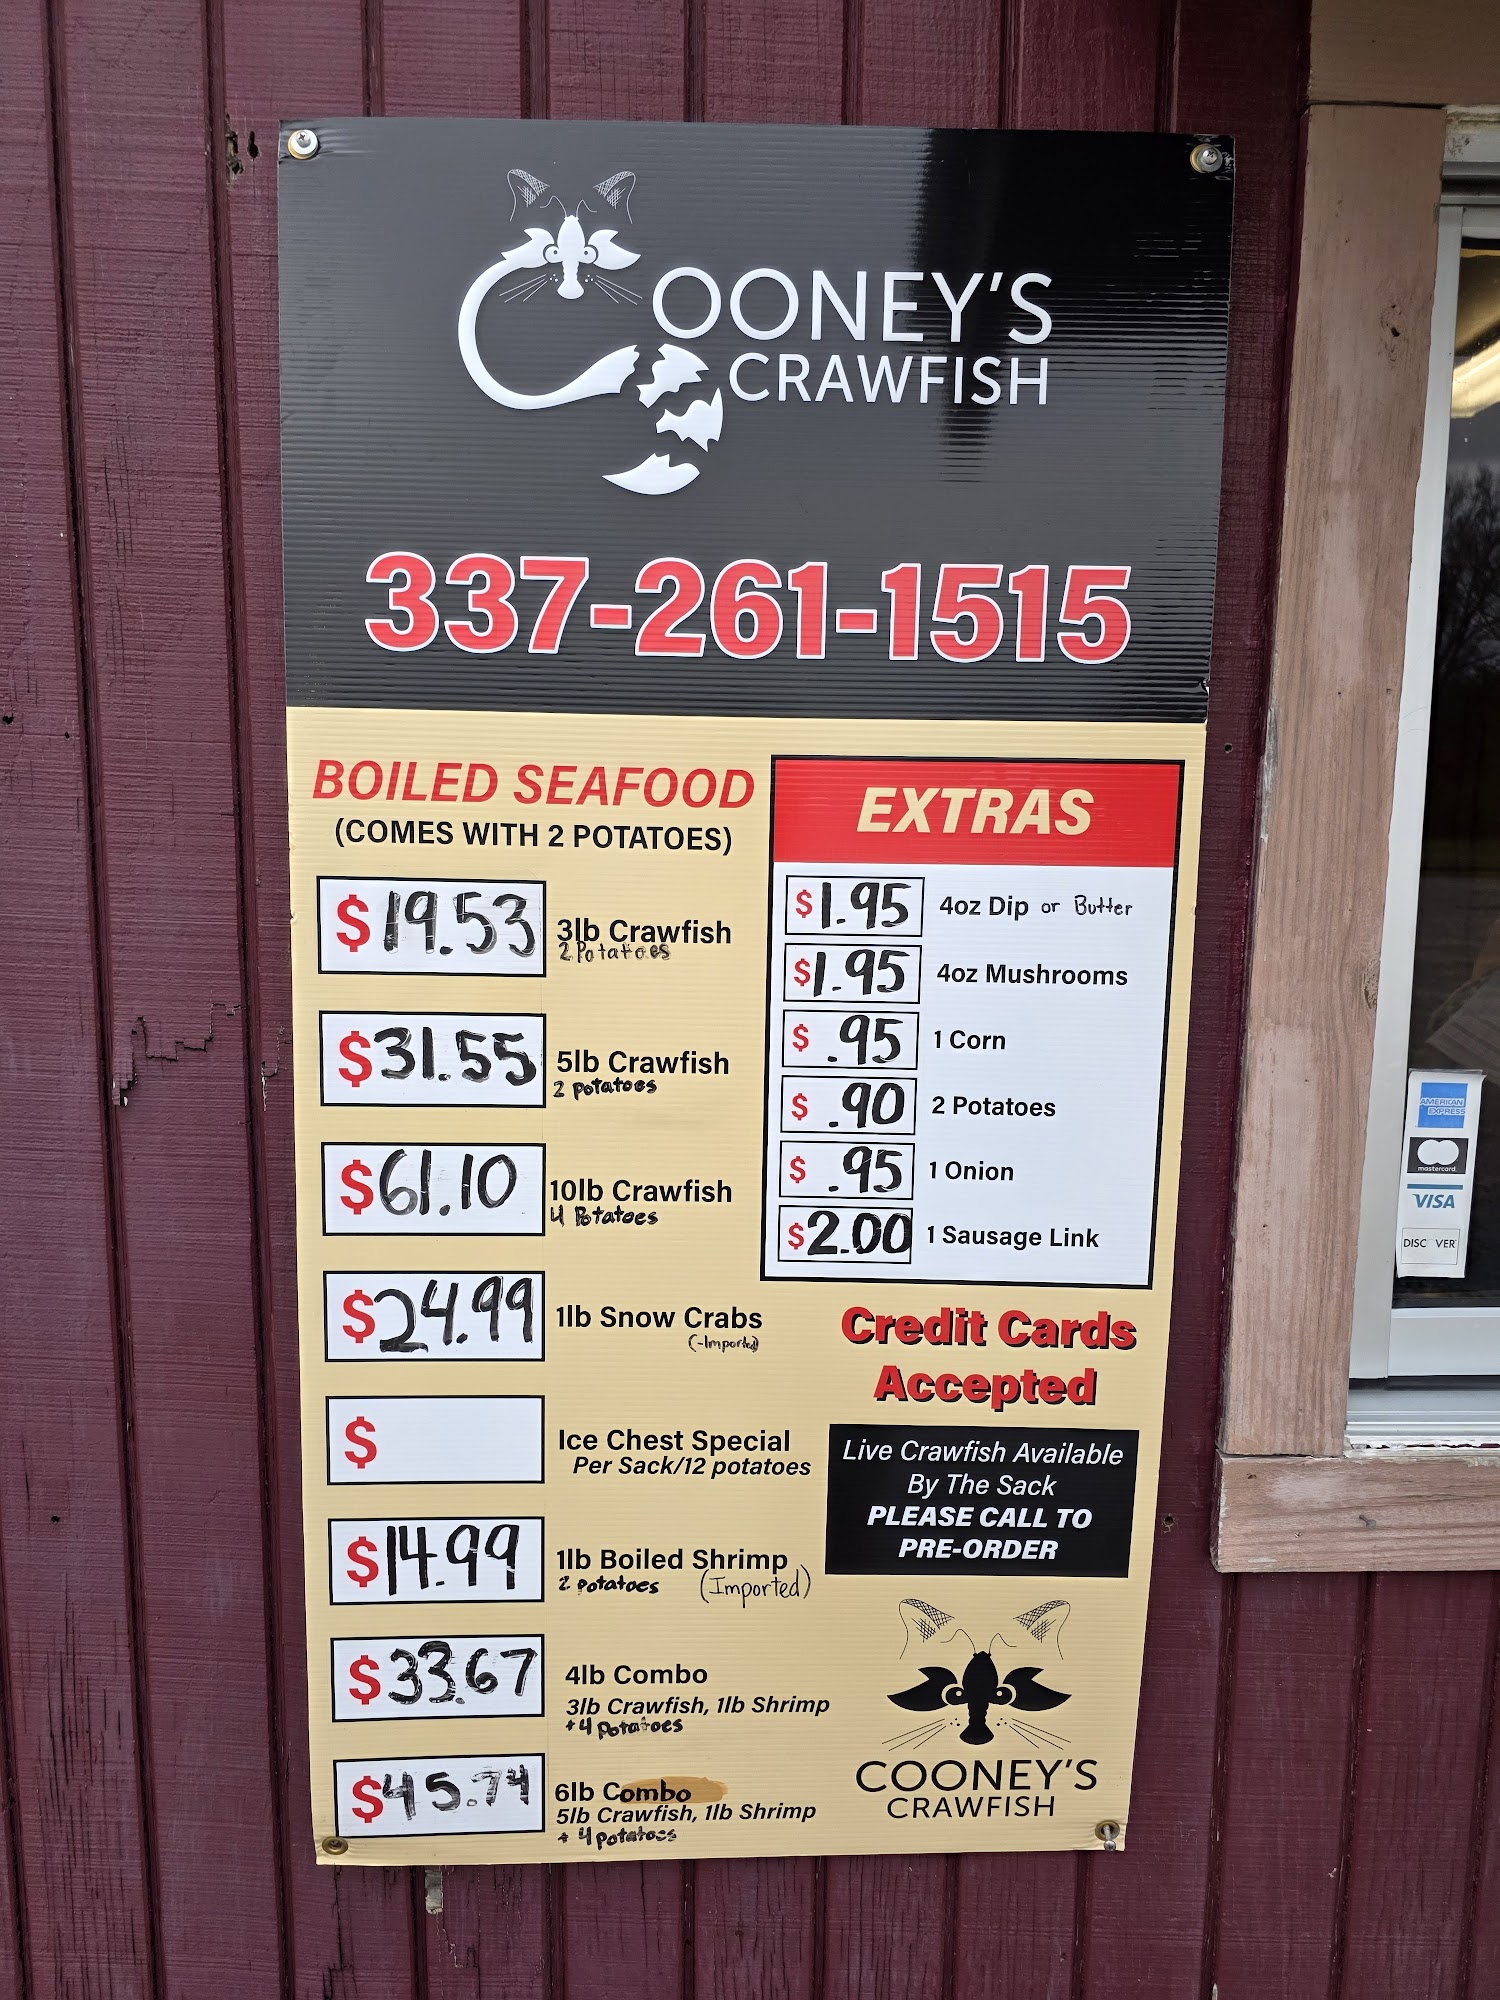 COONEY'S
CRAWFISH
337-261-1515
BOILED SEAFOOD
(COMES WITH 2 POTATOES)
$19.53 3lb Crawfish
2 Potatoes
$31.55 5lb Crawfish
2 potatoes
$61.10 10lb Crawfish
4 Potatoes
$24.99 1lb Snow Crabs
(-Imported)
$ Ice Chest Special
Per Sack/12 potatoes
$14.99 1lb Boiled Shrimp
2 potatoes (Imported)
$33.67 4lb Combo
3lb Crawfish, 1lb Shrimp
+4 Potatoes
$45.74 6lb Combo
5lb Crawfish, 1lb Shrimp
+ 4 potatoes
EXTRAS
$1.95 4oz Dip or Butter
$1.95 4oz Mushrooms
$ .95 1 Corn
$ .90 2 Potatoes
$ .95 1 Onion
$2.00 1 Sausage Link
Credit Cards
Accepted
Live Crawfish Available
By The Sack
PLEASE CALL TO
PRE-ORDER
COONEY'S
CRAWFISH
AMERICAN
EXPRESS
mastercard
VISA
DISC VER